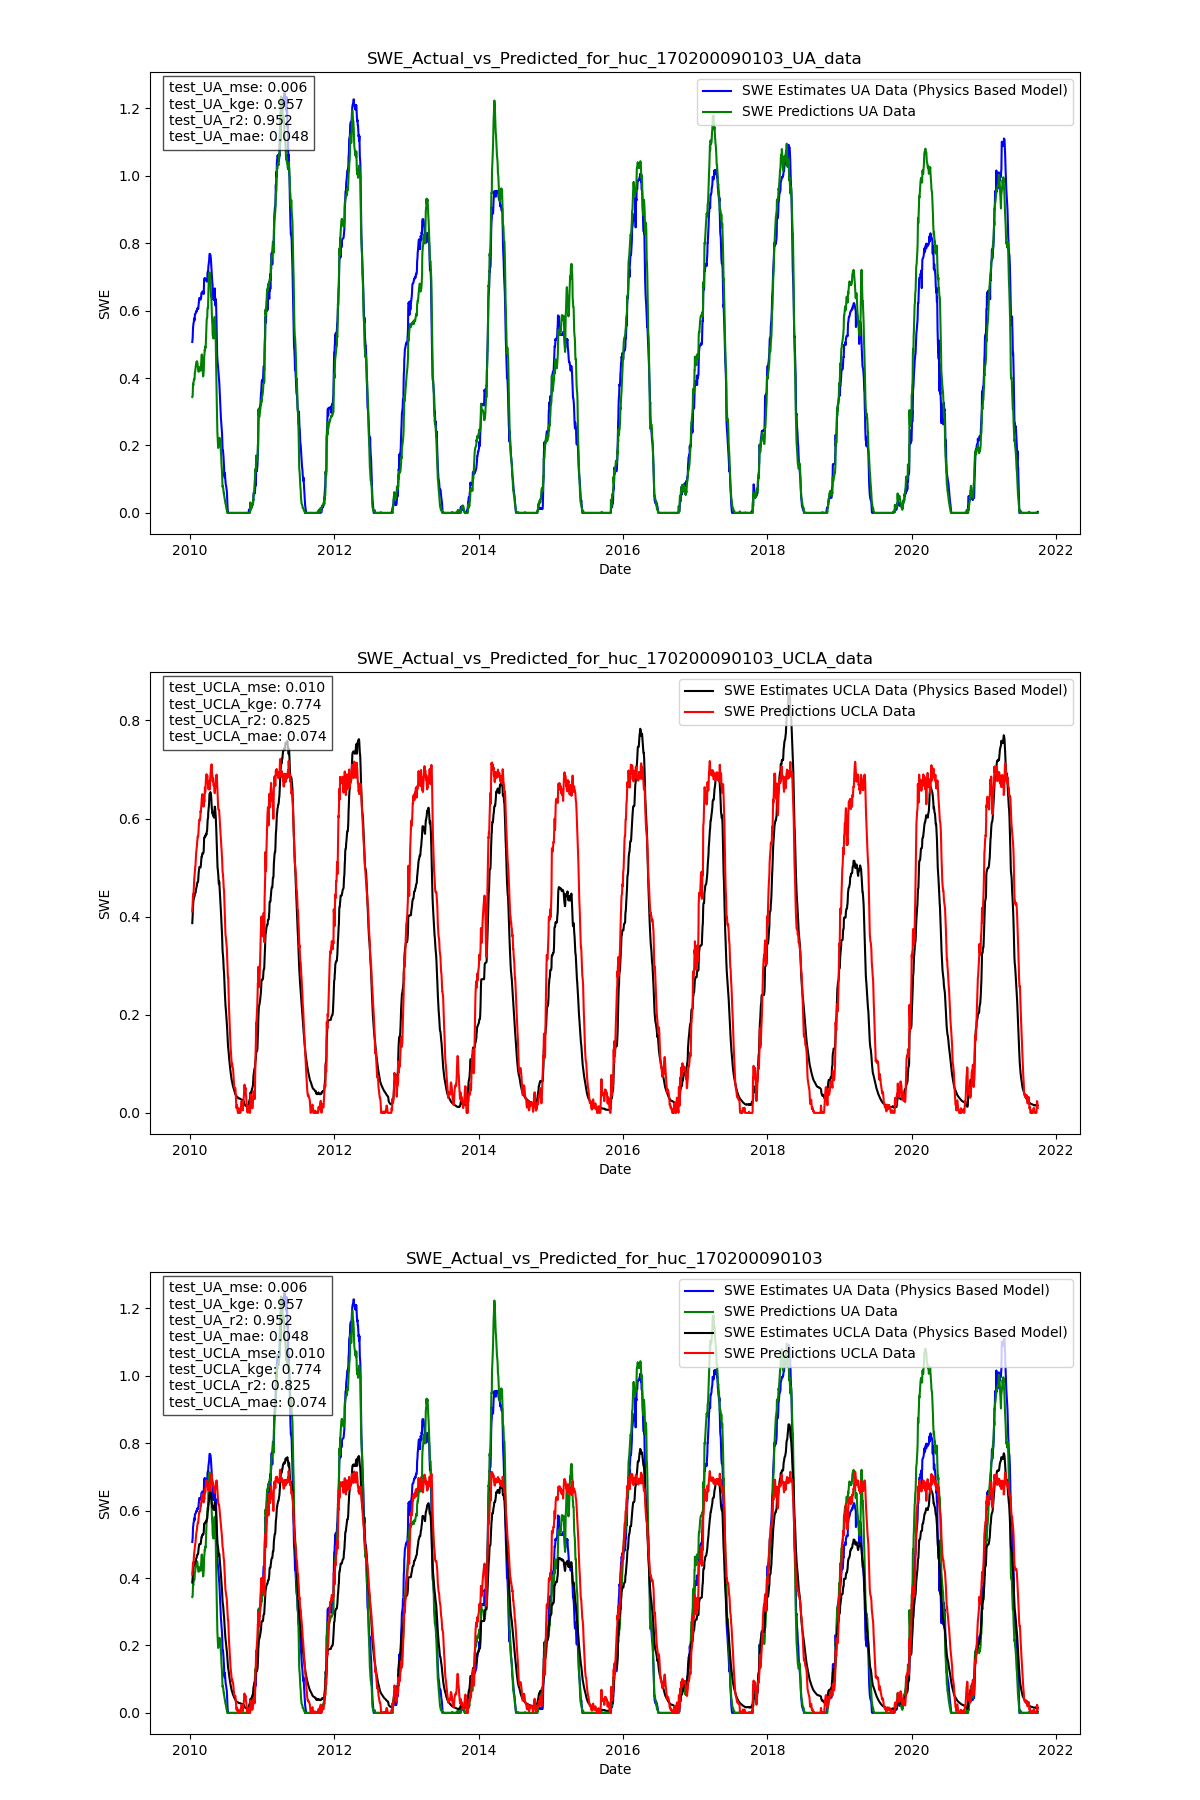 SWE_Actual_vs_Predicted_for_huc_170200090103_UA_data
test_UA_mse: 0.006
test_UA_kge: 0.957
test_UA_r2: 0.952
test_UA_mae: 0.048
SWE Estimates UA Data (Physics Based Model)
SWE Predictions UA Data
1.2
1.0
0.8
0.6
0.4
0.2
0.0
SWE
2010 2012 2014 2016 2018 2020 2022
Date
SWE_Actual_vs_Predicted_for_huc_170200090103_UCLA_data
test_UCLA_mse: 0.010
test_UCLA_kge: 0.774
test_UCLA_r2: 0.825
test_UCLA_mae: 0.074
SWE Estimates UCLA Data (Physics Based Model)
SWE Predictions UCLA Data
0.8
0.6
0.4
0.2
0.0
SWE
2010 2012 2014 2016 2018 2020 2022
Date
SWE_Actual_vs_Predicted_for_huc_170200090103
test_UA_mse: 0.006
test_UA_kge: 0.957
test_UA_r2: 0.952
test_UA_mae: 0.048
test_UCLA_mse: 0.010
test_UCLA_kge: 0.774
test_UCLA_r2: 0.825
test_UCLA_mae: 0.074
SWE Estimates UA Data (Physics Based Model)
SWE Predictions UA Data
SWE Estimates UCLA Data (Physics Based Model)
SWE Predictions UCLA Data
1.2
1.0
0.8
0.6
0.4
0.2
0.0
SWE
2010 2012 2014 2016 2018 2020 2022
Date